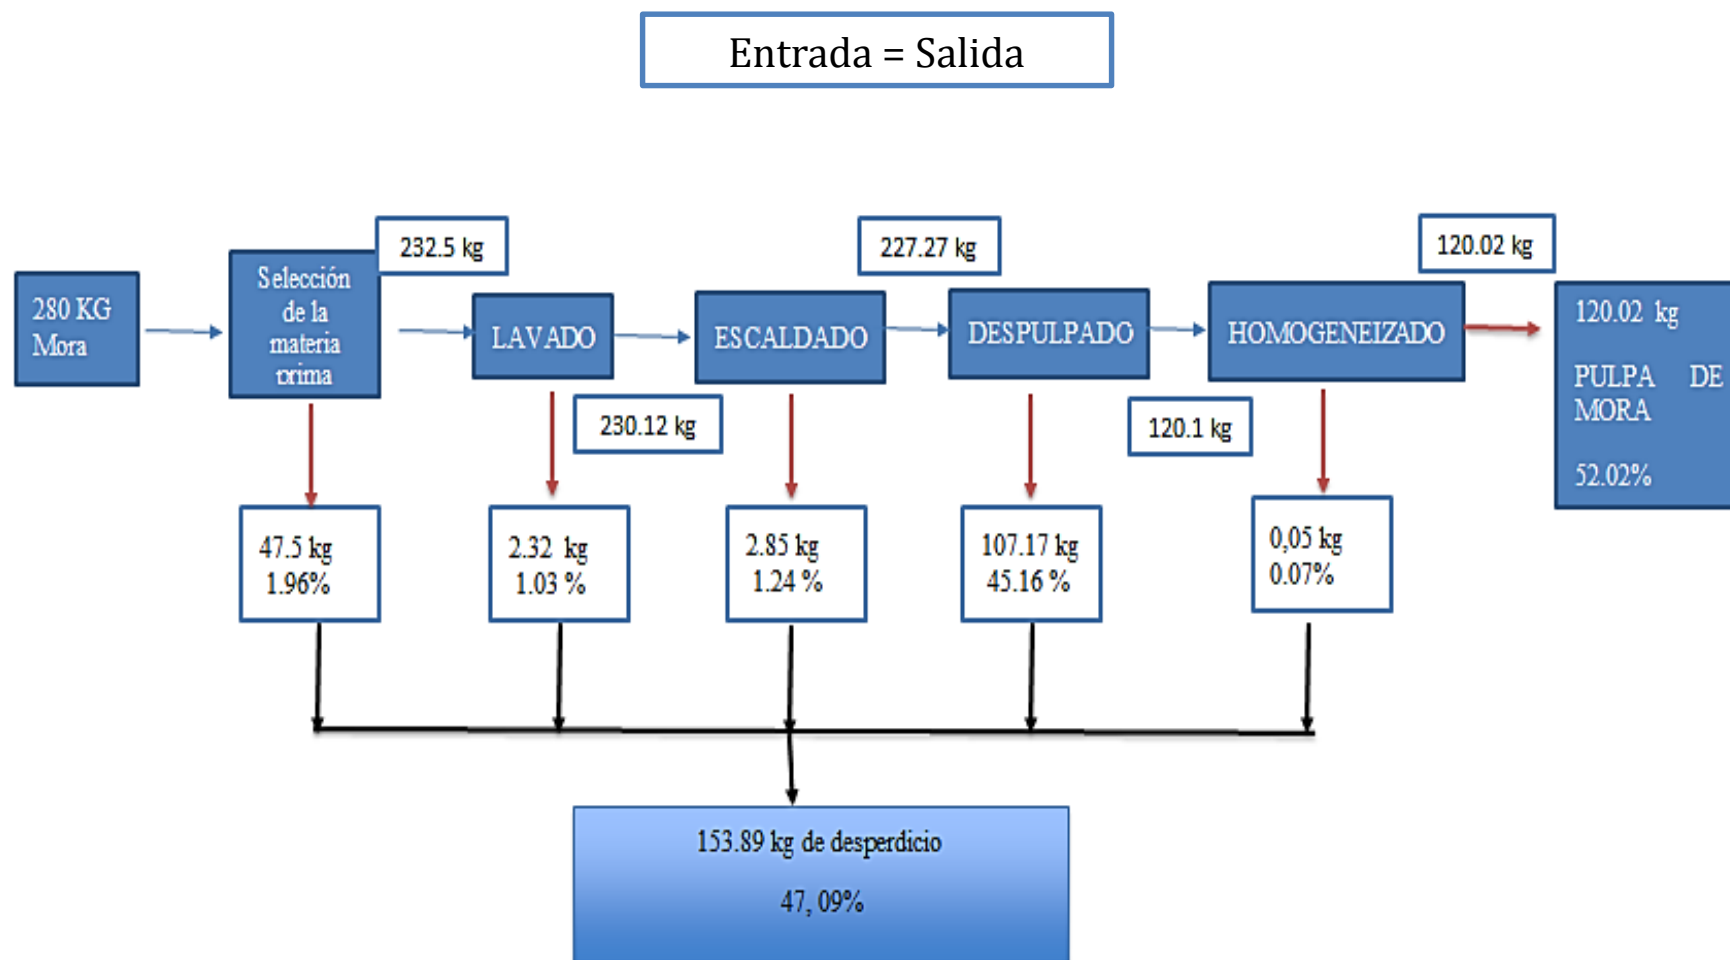 Entrada = Salida
280 KG
Mora
Selección
de la
materia
prima
232.5 kg
LAVADO
230.12 kg
ESCALDADO
227.27 kg
DESPULPADO
120.1 kg
HOMOGENEIZADO
120.02 kg
120.02 kg
PULPA DE
MORA
52.02%
47.5 kg
1.96%
2.32 kg
1.03 %
2.85 kg
1.24 %
107.17 kg
45.16 %
0,05 kg
0.07%
153.89 kg de desperdicio
47, 09%